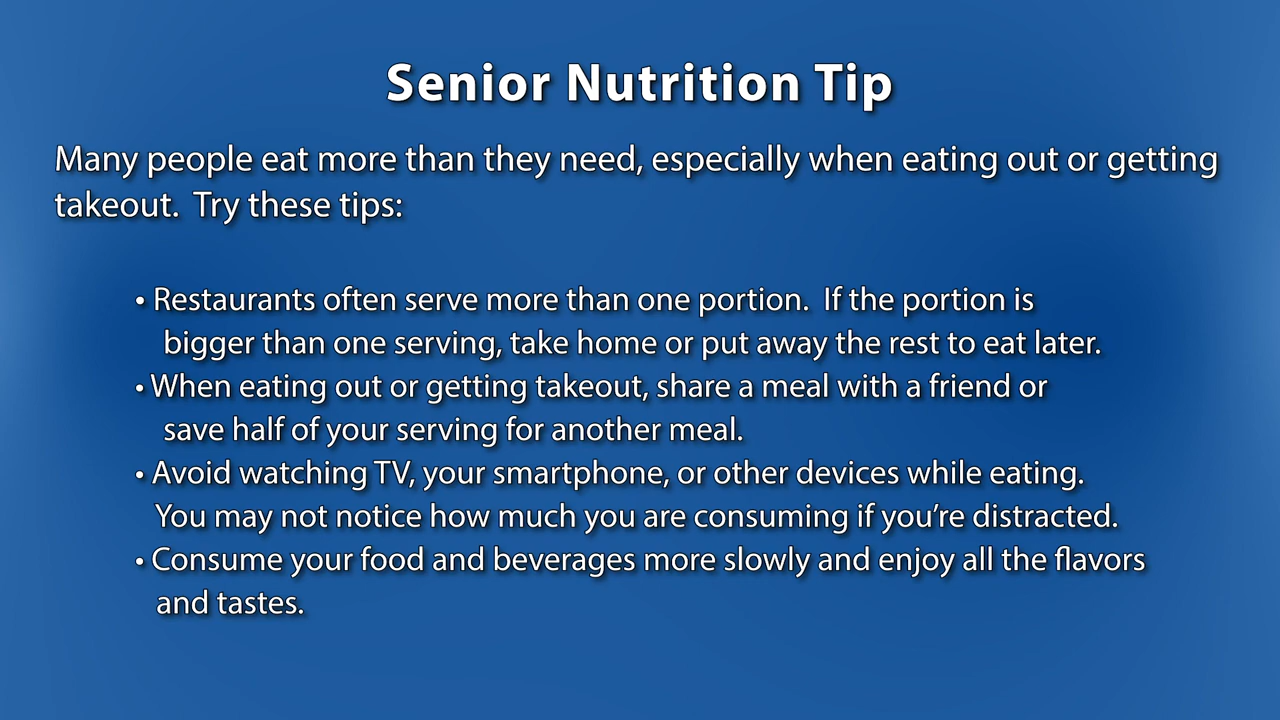 Senior Nutrition Tip
Many people eat more than they need, especially when eating out or getting
takeout.  Try these tips:
• Restaurants often serve more than one portion.  If the portion is
bigger than one serving, take home or put away the rest to eat later.
• When eating out or getting takeout, share a meal with a friend or
save half of your serving for another meal.
• Avoid watching TV, your smartphone, or other devices while eating.
You may not notice how much you are consuming if you’re distracted.
• Consume your food and beverages more slowly and enjoy all the flavors
and tastes.